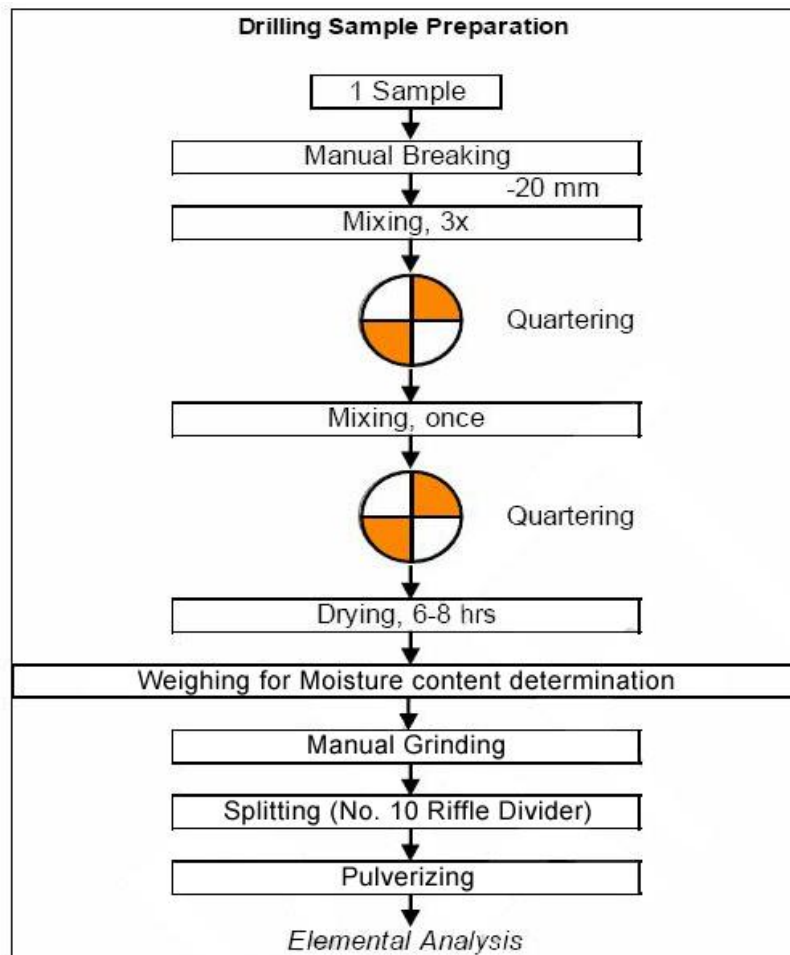 Drilling Sample Preparation
1 Sample
Manual Breaking
-20 mm
Mixing, 3x
Quartering
Mixing, once
Quartering
Drying, 6-8 hrs
Weighing for Moisture content determination
Manual Grinding
Splitting (No. 10 Riffle Divider)
Pulverizing
Elemental Analysis